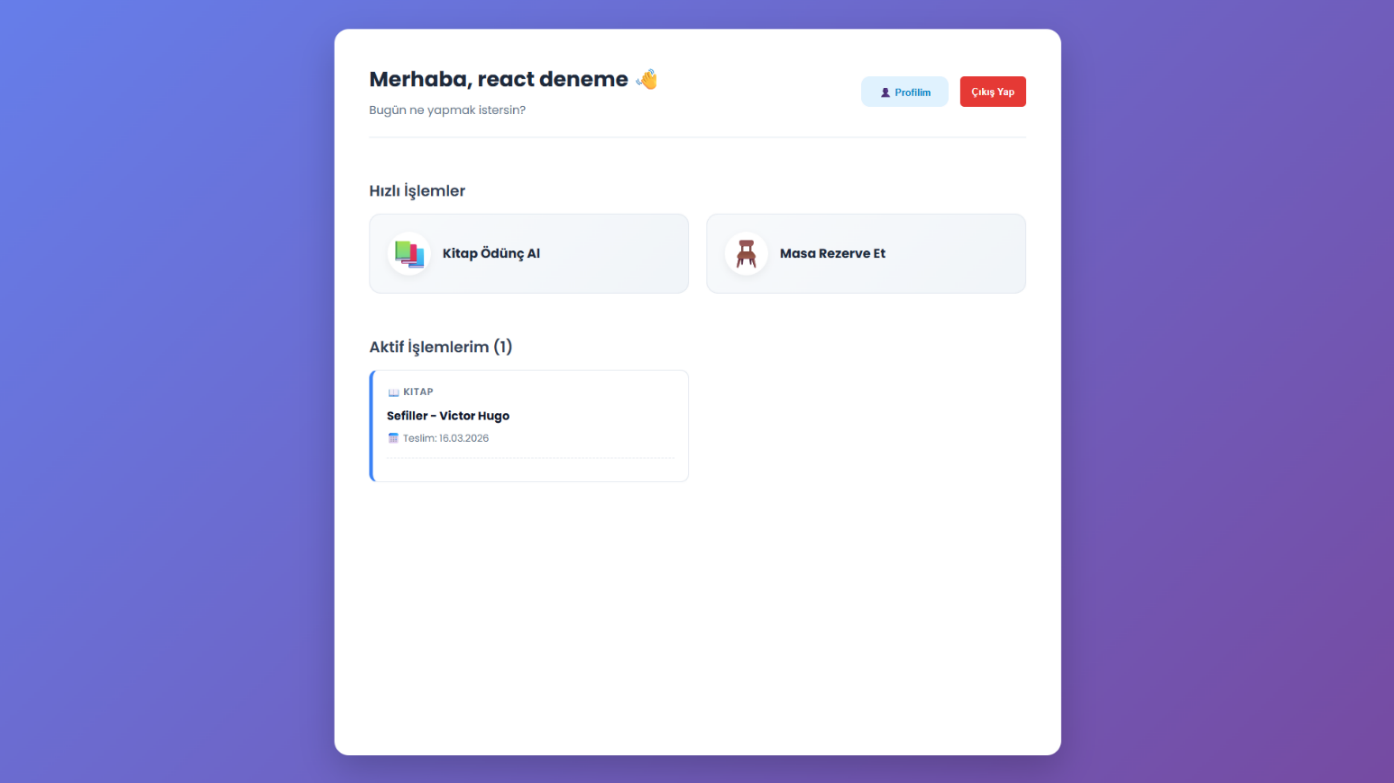 Merhaba, react deneme 👋
Bugün ne yapmak istersin?
👤 Profilim
Çıkış Yap
Hızlı İşlemler
Kitap Ödünç Al
Masa Rezerve Et
Aktif İşlemlerim (1)
📖 KITAP
Sefiller - Victor Hugo
📅 Teslim: 16.03.2026